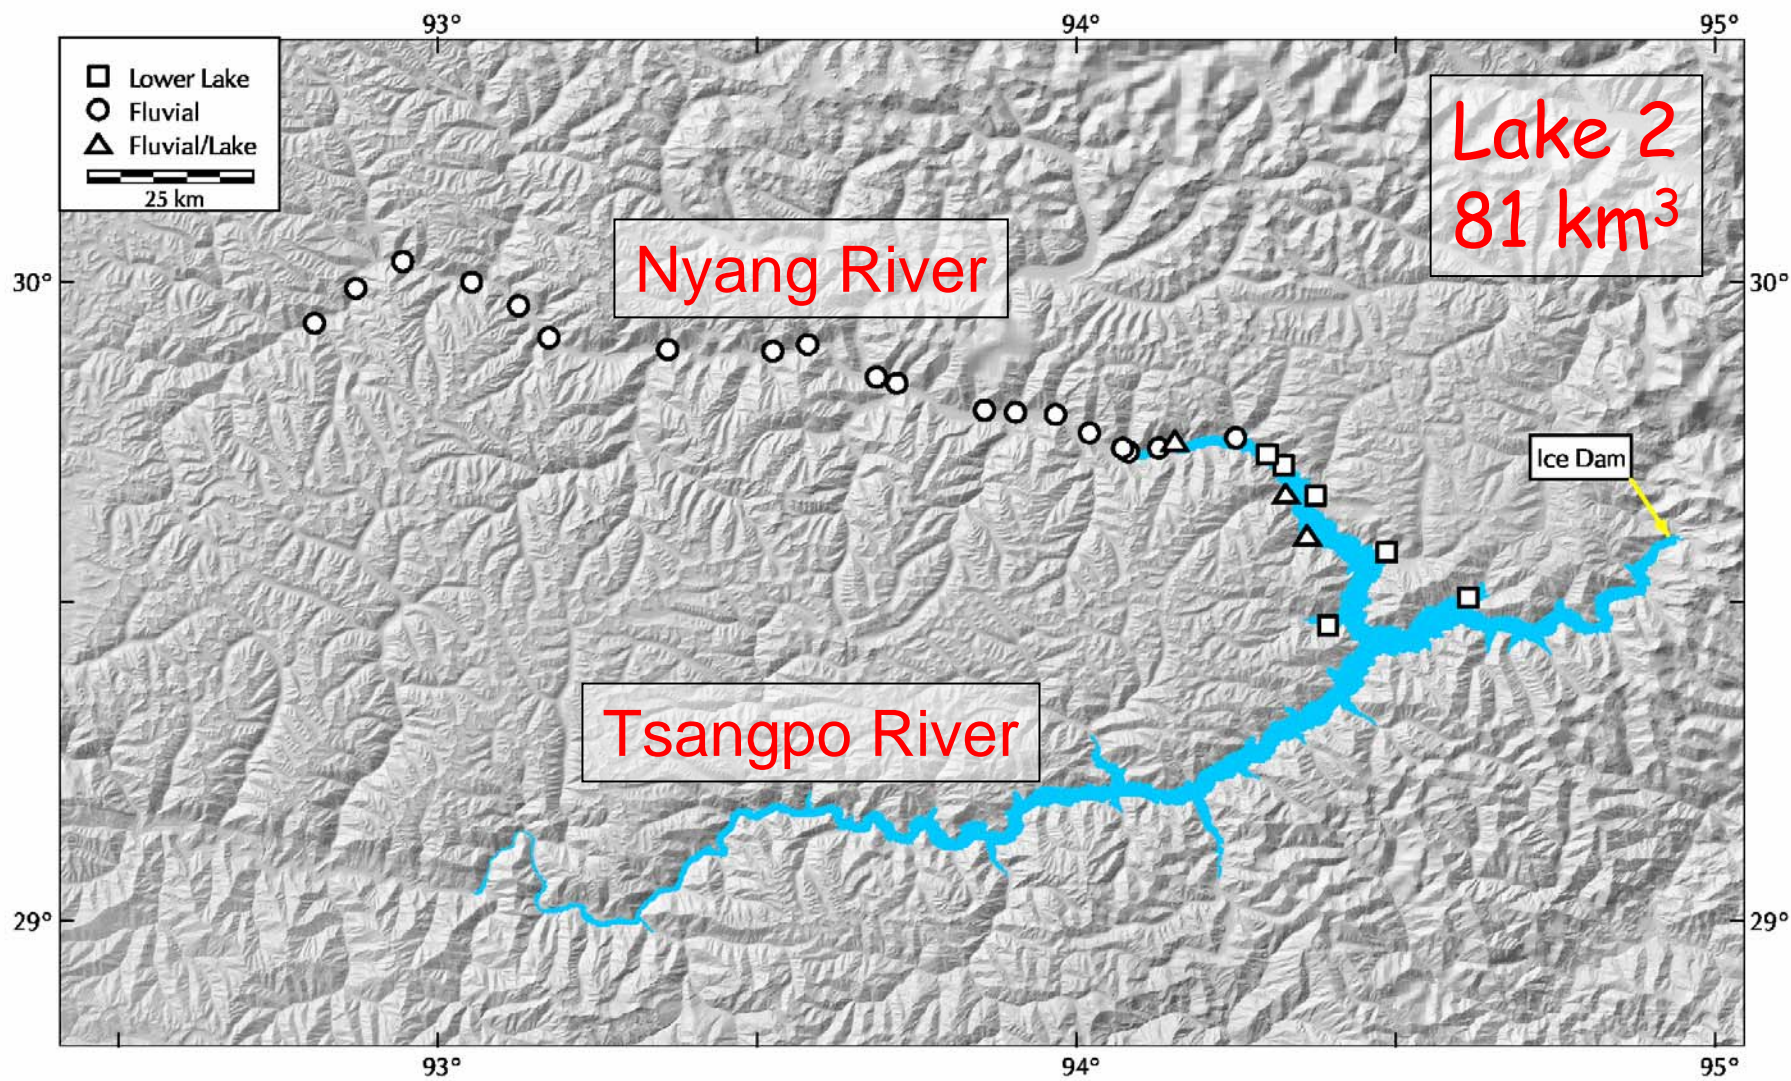 93°
94°
95°
Lower Lake
Fluvial
Fluvial/Lake
25 km
Lake 2
81 km³
Nyang River
30°
30°
Ice Dam
Tsangpo River
29°
29°
93°
94°
95°